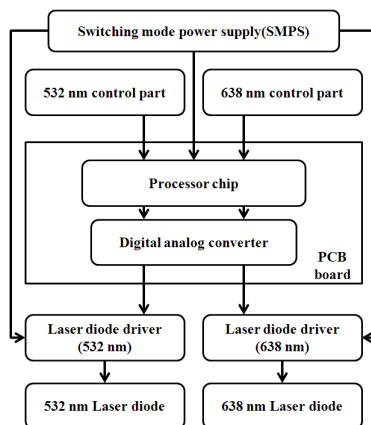 Switching mode power supply(SMPS)
532 nm control part
638 nm control part
Processor chip
Digital analog converter
PCB
board
Laser diode driver
(532 nm)
Laser diode driver
(638 nm)
532 nm Laser diode
638 nm Laser diode